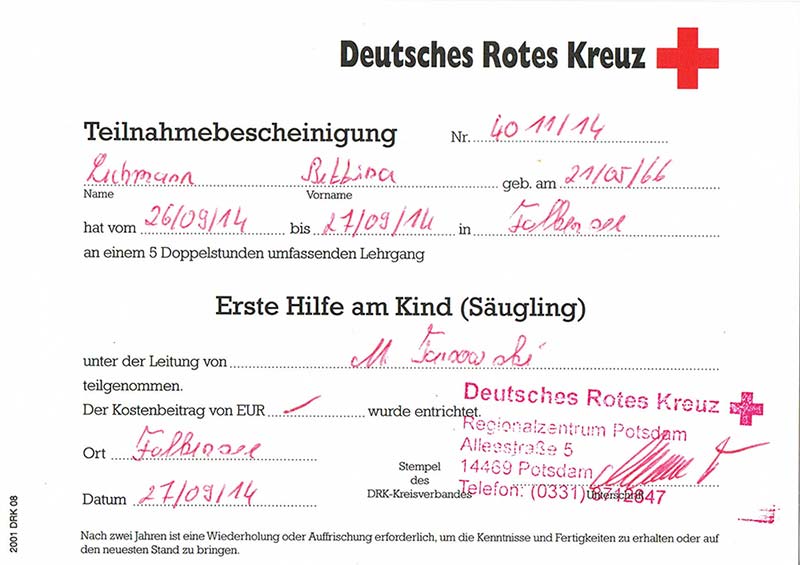 Deutsches Rotes Kreuz
Teilnahmebescheinigung Nr. 40 11/14
Bettina geb. am 21/05/66
Name Vorname
hat vom 26/09/14 bis 27/09/14 in Falkensee
an einem 5 Doppelstunden umfassenden Lehrgang
Erste Hilfe am Kind (Säugling)
unter der Leitung von M
teilgenommen.
Der Kostenbeitrag von EUR wurde entrichtet.
Deutsches Rotes Kreuz
Regionalzentrum Potsdam
Alleestraße 5
14469 Potsdam
Telefon: (0331)
Ort Falkensee
Datum 27/09/14
Stempel
des
DRK-Kreisverbandes
Unterschrift
Nach zwei Jahren ist eine Wiederholung oder Auffrischung erforderlich, um die Kenntnisse und Fertigkeiten zu erhalten oder auf
den neuesten Stand zu bringen.
2001 DRK 08